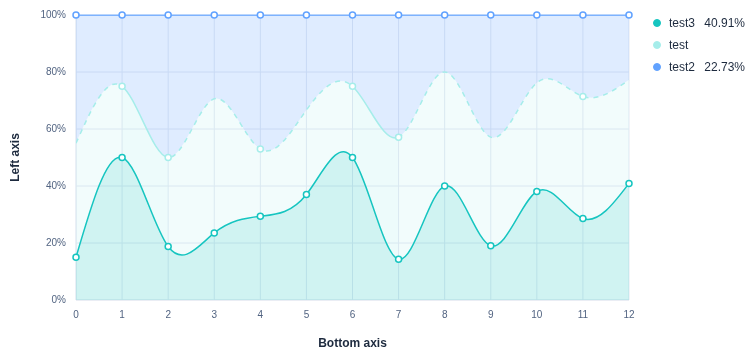 100%
80%
60%
40%
20%
0%
Left axis
0 1 2 3 4 5 6 7 8 9 10 11 12
Bottom axis
test3 40.91%
test
test2 22.73%